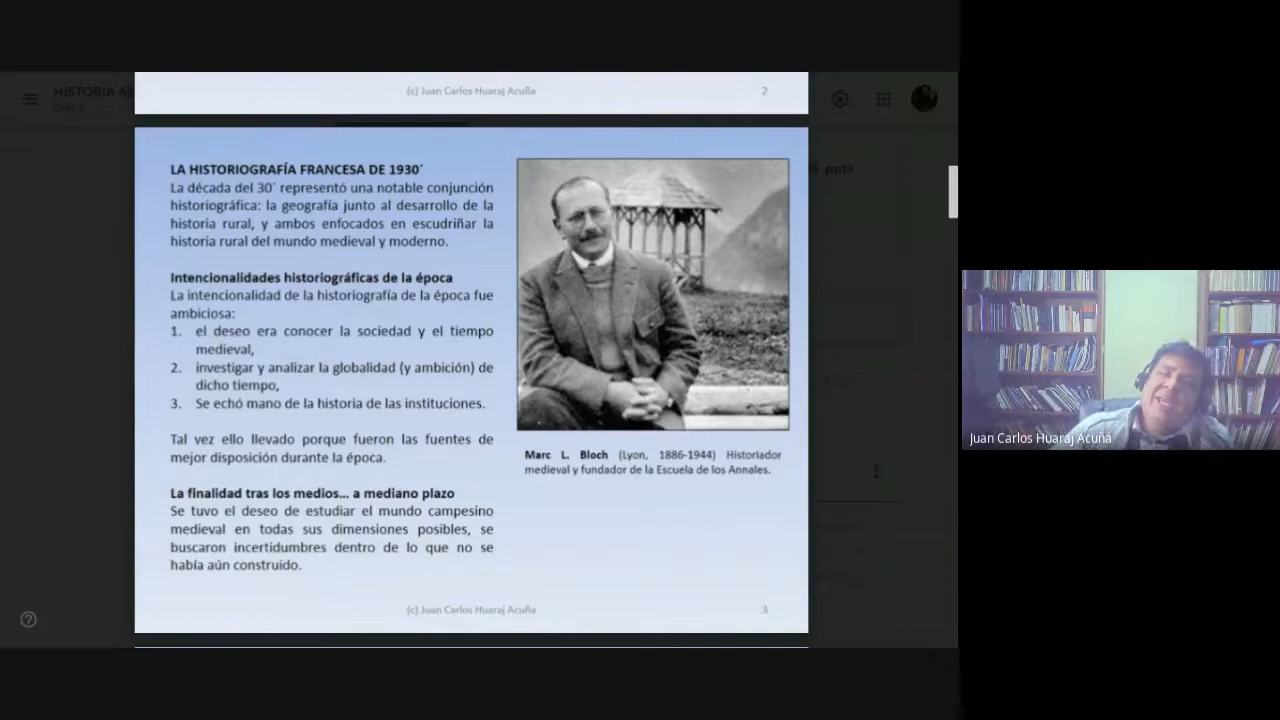 HISTORIA A
(c) Juan Carlos Huaraj Acuña
2
.ppts
LA HISTORIOGRAFÍA FRANCESA DE 1930´
La década del 30´ representó una notable conjunción
historiográfica: la geografía junto al desarrollo de la
historia rural, y ambos enfocados en escudriñar la
historia rural del mundo medieval y moderno.
Intencionalidades historiográficas de la época
La intencionalidad de la historiografía de la época fue
ambiciosa:
1. el deseo era conocer la sociedad y el tiempo
medieval,
2. investigar y analizar la globalidad (y ambición) de
dicho tiempo,
3. Se echó mano de la historia de las instituciones.
Tal vez ello llevado porque fueron las fuentes de
mejor disposición durante la época.
La finalidad tras los medios... a mediano plazo
Se tuvo el deseo de estudiar el mundo campesino
medieval en todas sus dimensiones posibles, se
buscaron incertidumbres dentro de lo que no se
había aún construido.
Marc L. Bloch (Lyon, 1886-1944) Historiador
medieval y fundador de la Escuela de los Annales.
(c) Juan Carlos Huaraj Acuña
3
Juan Carlos Huaraj Acuña